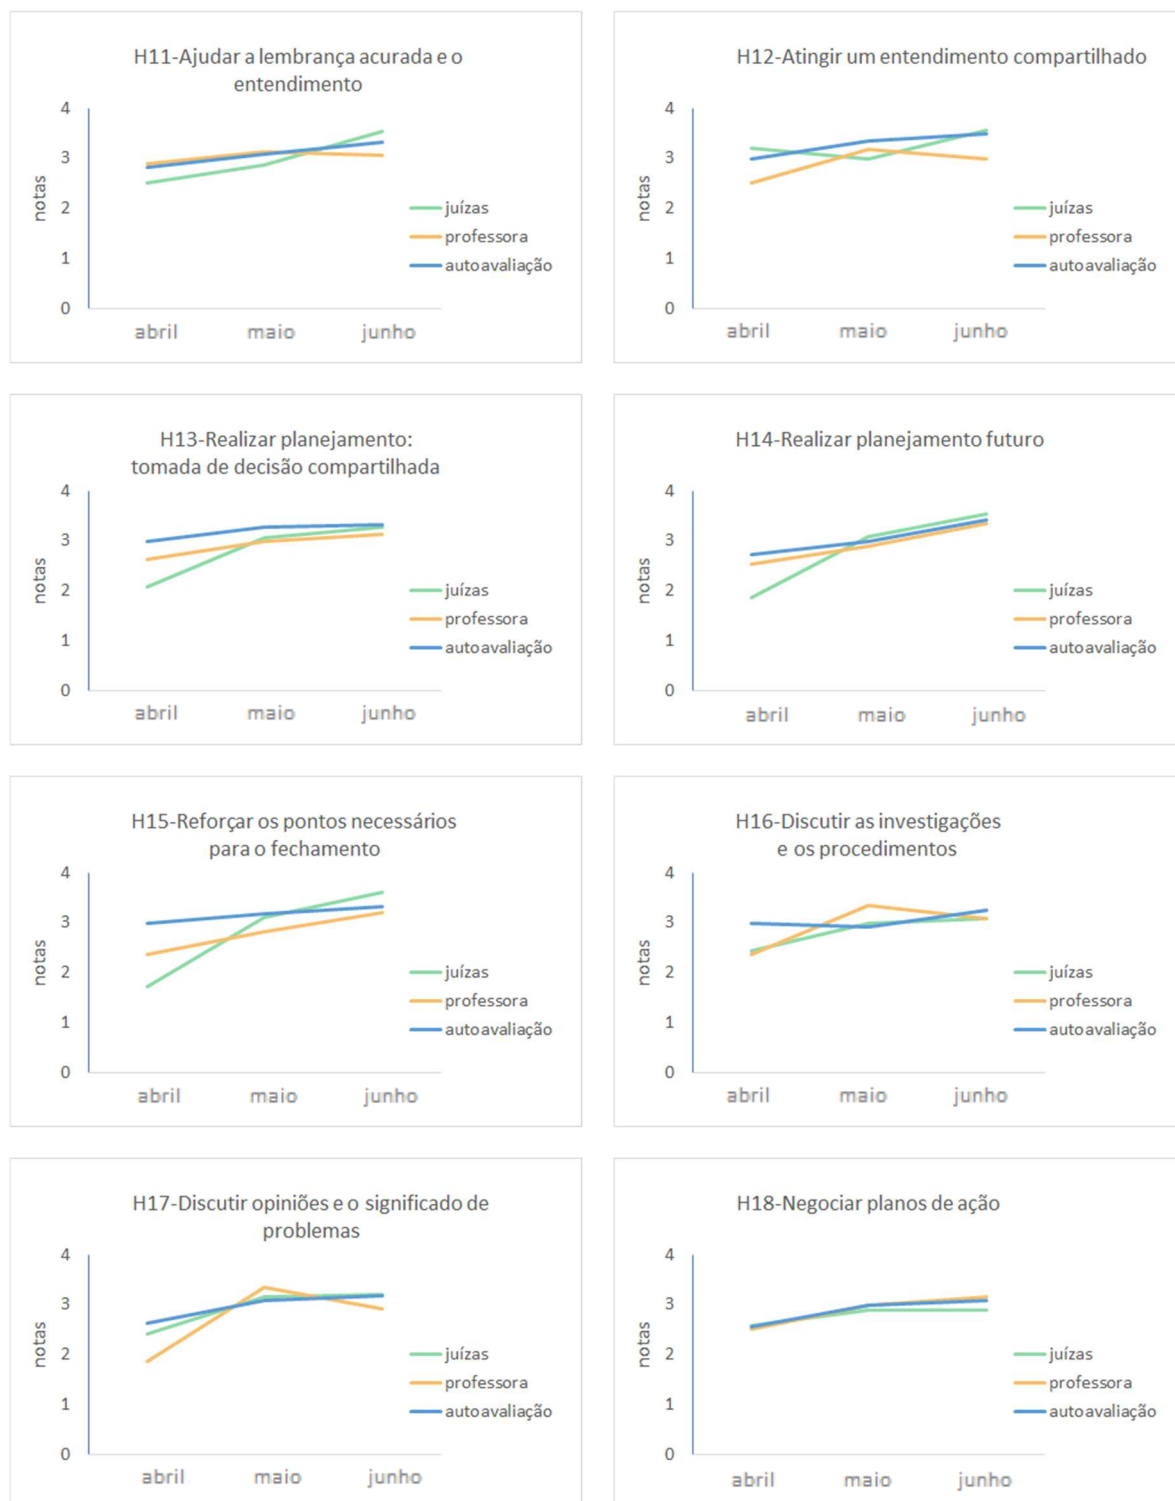 H11-Ajudar a lembrança acurada e o
entendimento
4
3
2
1
0
notas
juízas
professora
autoavaliação
abril maio junho
H12-Atingir um entendimento compartilhado
4
3
2
1
0
notas
juízas
professora
autoavaliação
abril maio junho
H13-Realizar planejamento:
tomada de decisão compartilhada
4
3
2
1
0
notas
juízas
professora
autoavaliação
abril maio junho
H14-Realizar planejamento futuro
4
3
2
1
0
notas
juízas
professora
autoavaliação
abril maio junho
H15-Reforçar os pontos necessários
para o fechamento
4
3
2
1
0
notas
juízas
professora
autoavaliação
abril maio junho
H16-Discutir as investigações
e os procedimentos
4
3
2
1
0
notas
juízas
professora
autoavaliação
abril maio junho
H17-Discutir opiniões e o significado de
problemas
4
3
2
1
0
notas
juízas
professora
autoavaliação
abril maio junho
H18-Negociar planos de ação
4
3
2
1
0
notas
juízas
professora
autoavaliação
abril maio junho